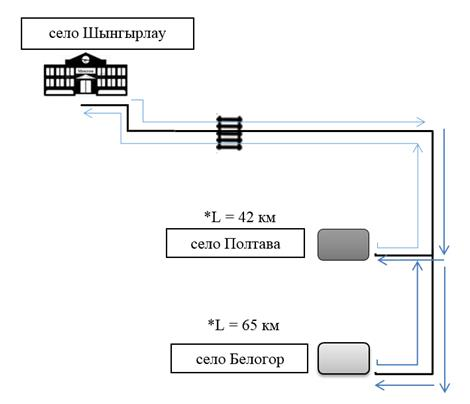 село Шынгырлау
*L = 42 км
село Полтава
*L = 65 км
село Белогор